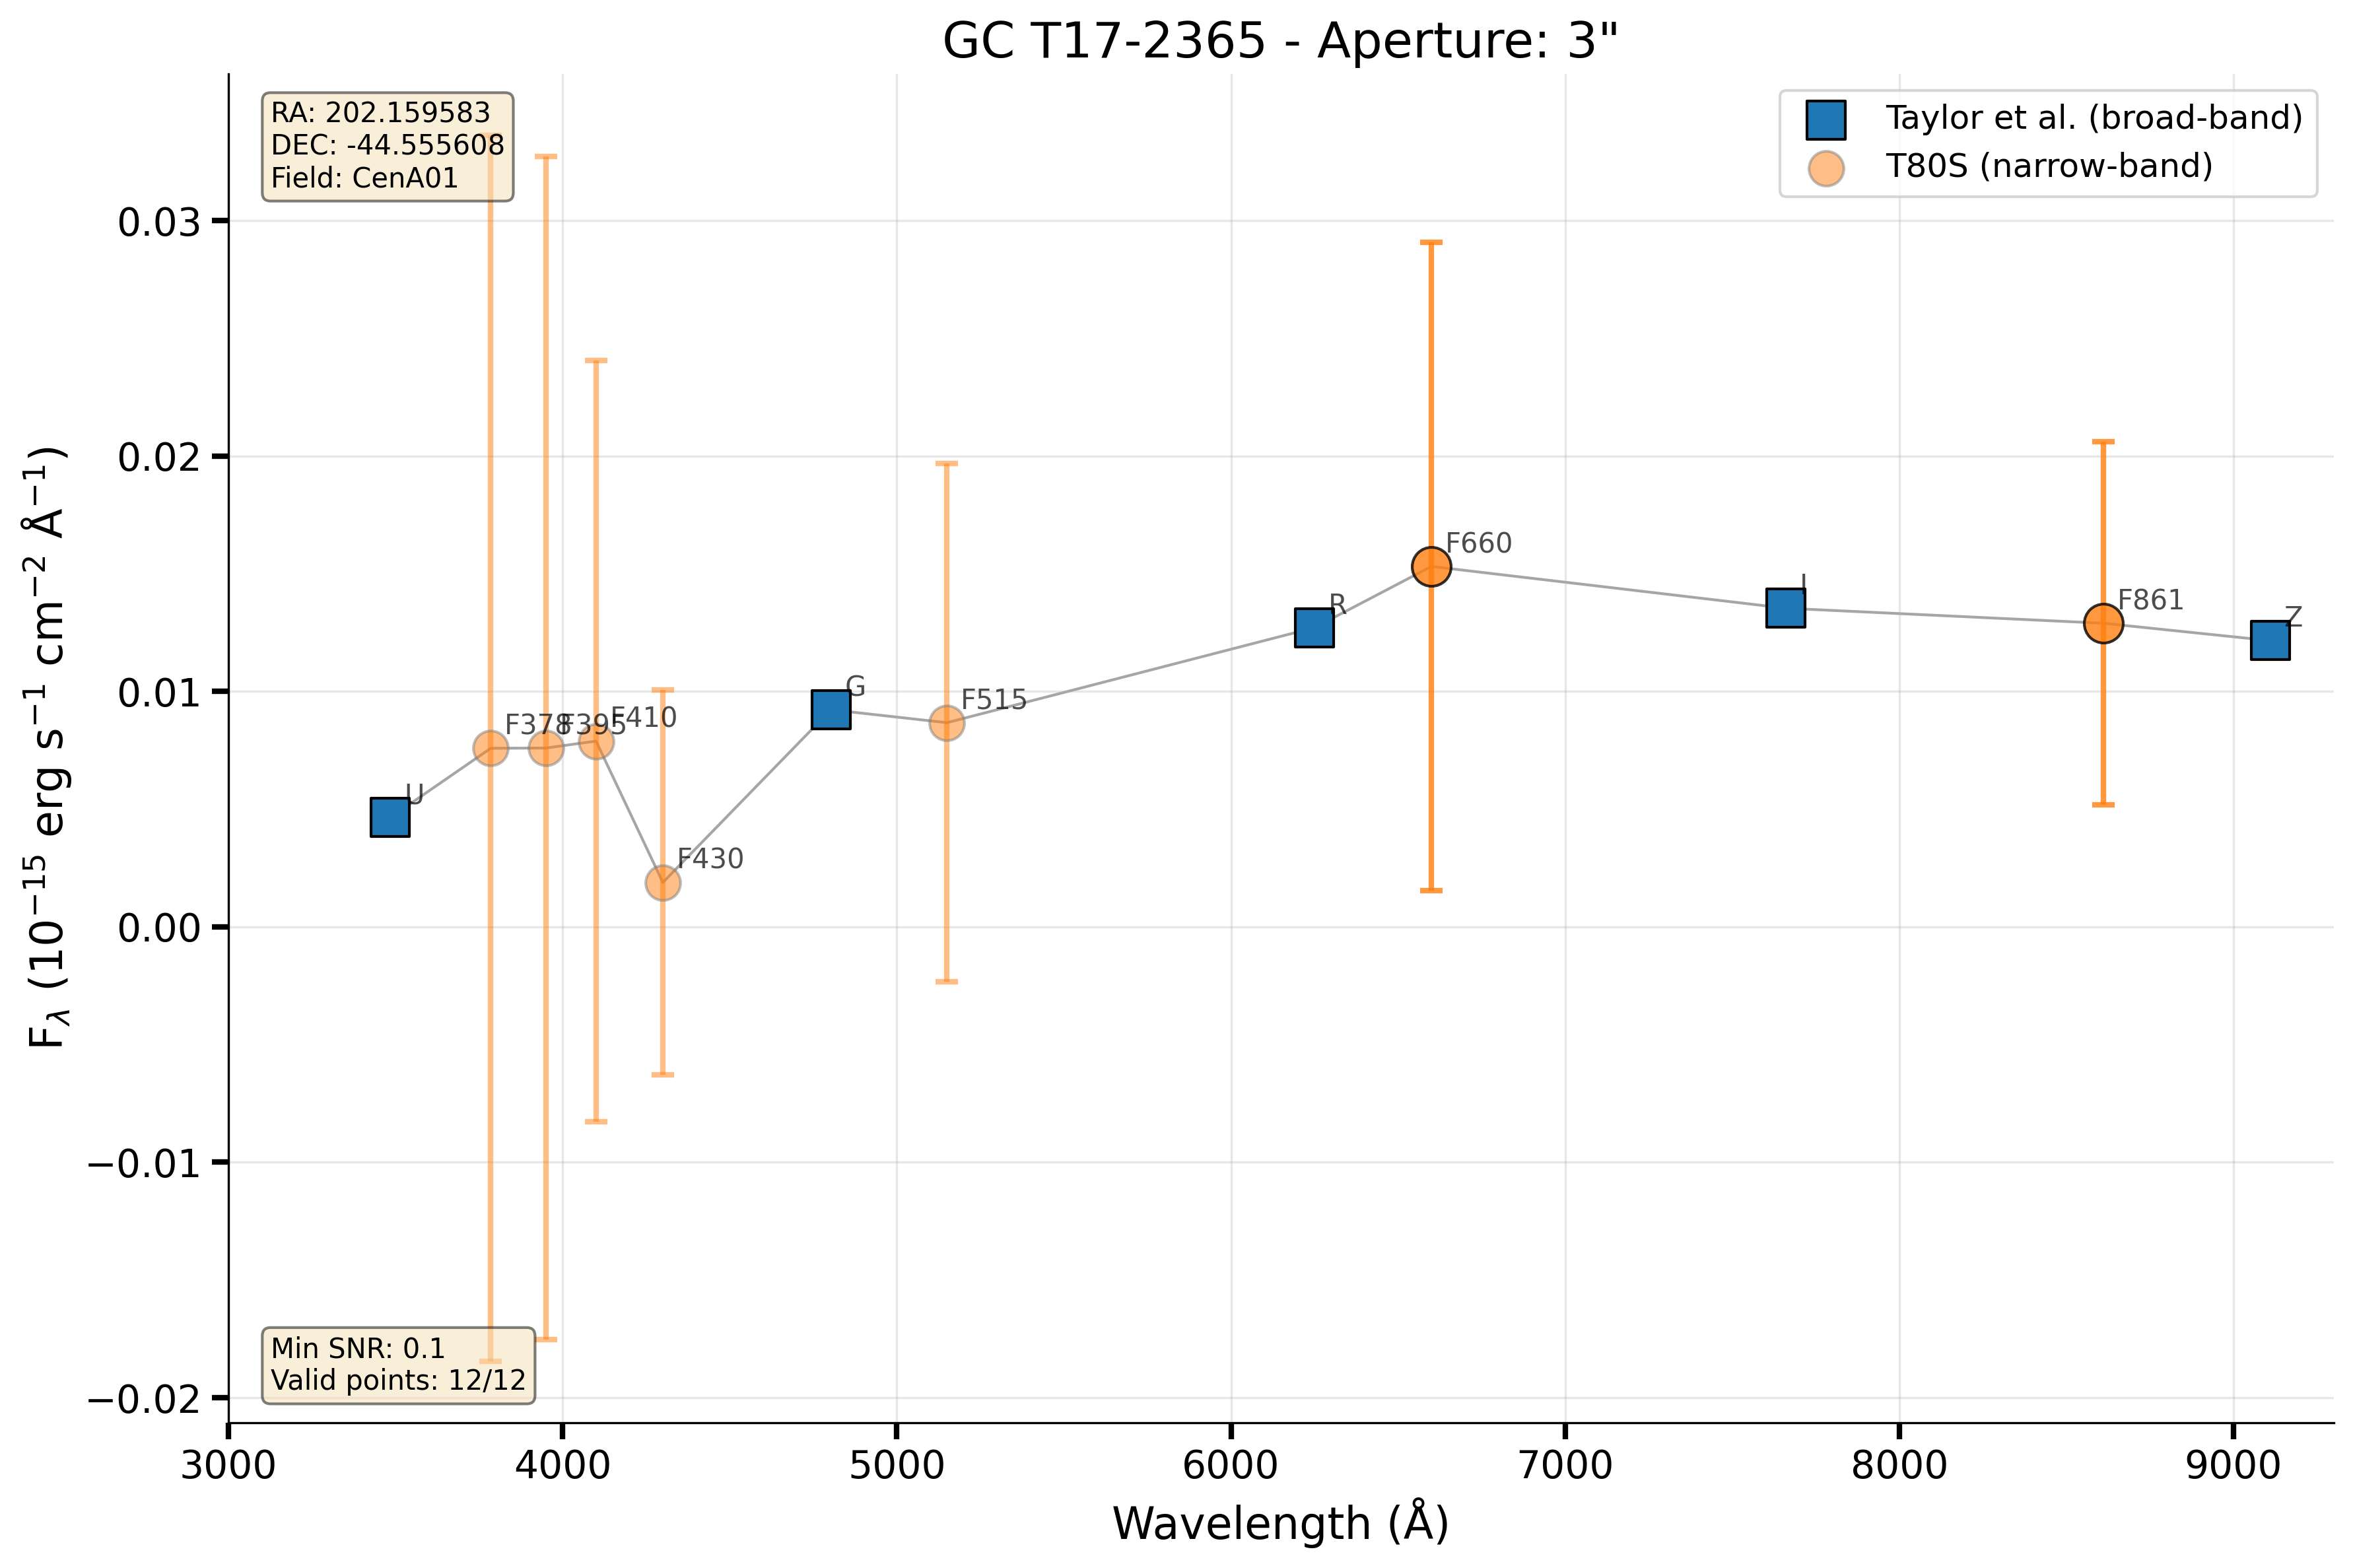 GC T17-2365 - Aperture: 3"
RA: 202.159583
DEC: -44.555608
Field: CenA01
Taylor et al. (broad-band)
T80S (narrow-band)
F_λ (10⁻¹⁵ erg s⁻¹ cm⁻² Å⁻¹)
0.03
0.02
0.01
0.00
−0.01
−0.02
U
F378
F395
F410
F430
G
F515
R
F660
I
F861
Z
Min SNR: 0.1
Valid points: 12/12
3000
4000
5000
6000
7000
8000
9000
Wavelength (Å)